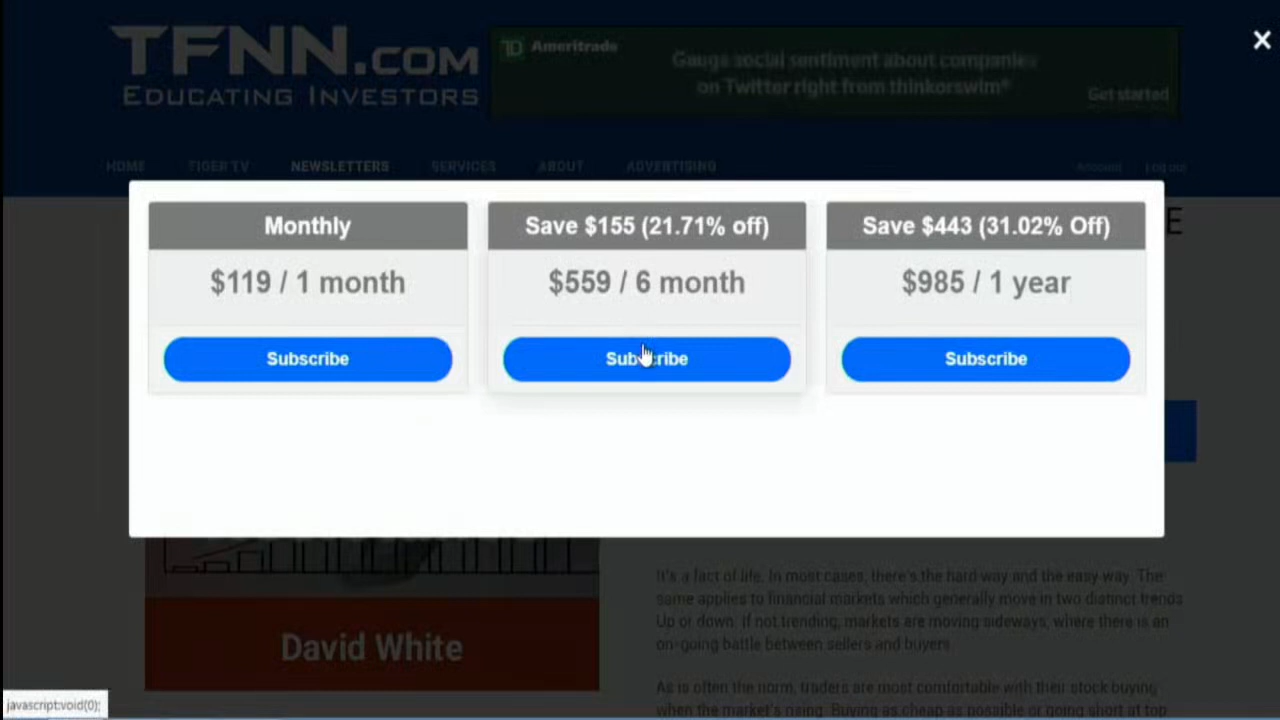 TFNN.COM
EDUCATING INVESTORS
Ameritrade
Gauge social sentiment about companies
on Twitter right from thinkorswim®
Get started
HOME TIGER TV NEWSLETTERS SERVICES ABOUT ADVERTISING Account Log out
E
Monthly
$119 / 1 month
Subscribe
Save $155 (21.71% off)
$559 / 6 month
Subscribe
Save $443 (31.02% Off)
$985 / 1 year
Subscribe
David White
It's a fact of life. In most cases, there's the hard way and the easy way. The
same applies to financial markets which generally move in two distinct trends
Up or down. If not trending, markets are moving sideways, where there is an
on-going battle between sellers and buyers.
As is often the norm, traders are most comfortable with their stock buying
when the market's rising. Buying as cheap as possible or going short at top
javascript:void(0);